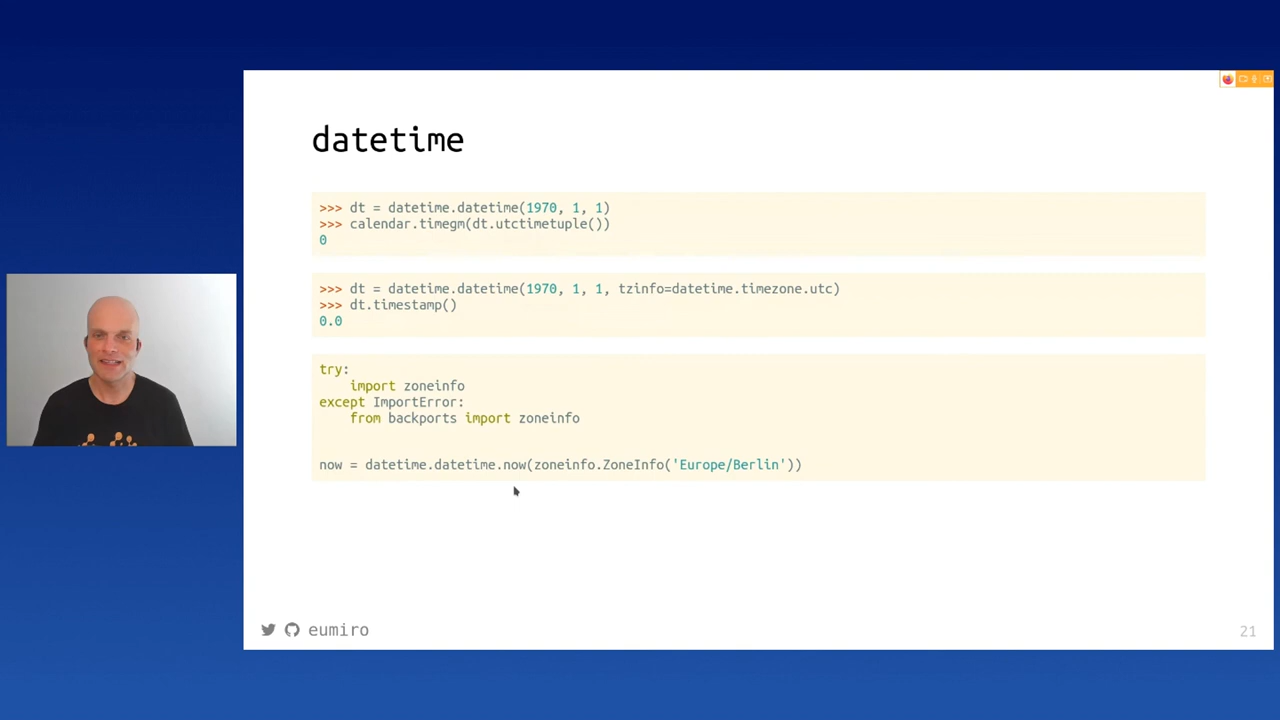 datetime
>>> dt = datetime.datetime(1970, 1, 1)
>>> calendar.timegm(dt.utctimetuple())
0
>>> dt = datetime.datetime(1970, 1, 1, tzinfo=datetime.timezone.utc)
>>> dt.timestamp()
0.0
try:
    import zoneinfo
except ImportError:
    from backports import zoneinfo
now = datetime.datetime.now(zoneinfo.ZoneInfo('Europe/Berlin'))
eumiro
21